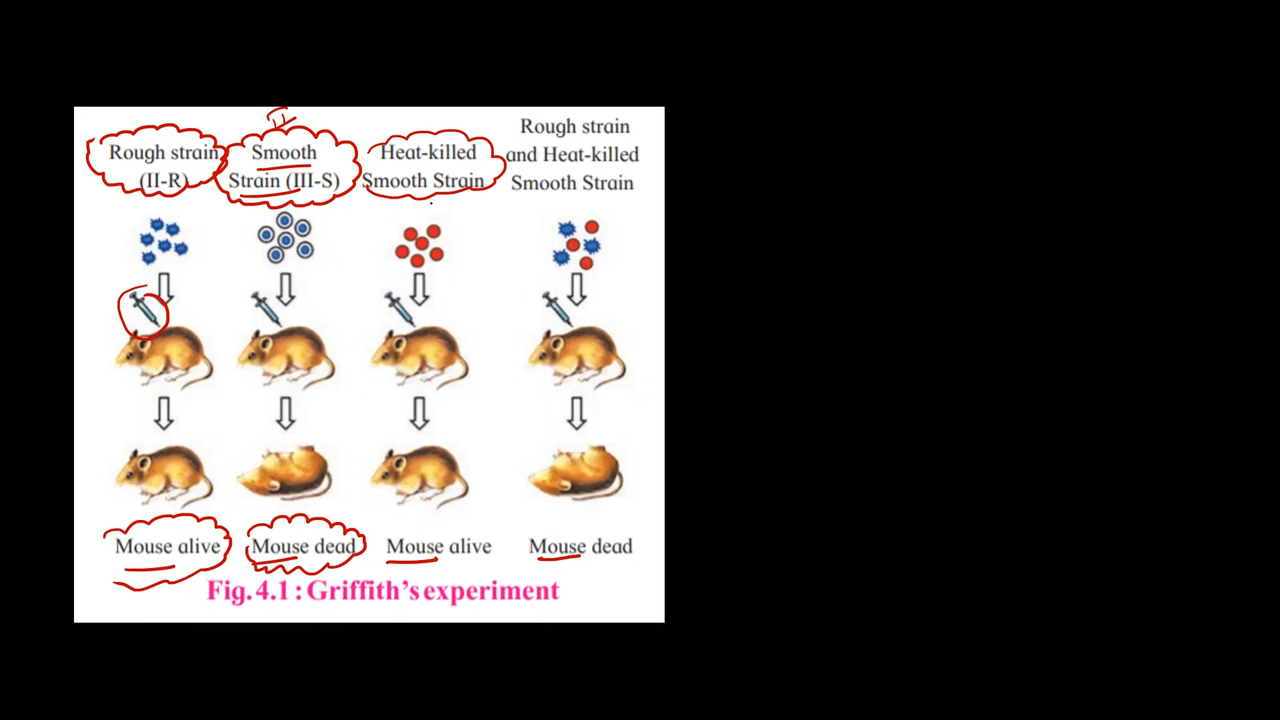 II
Rough strain
(II-R)
Smooth
Strain (III-S)
Heat-killed
Smooth Strain
Rough strain
and Heat-killed
Smooth Strain
Mouse alive
Mouse dead
Mouse alive
Mouse dead
Fig. 4.1 : Griffith's experiment